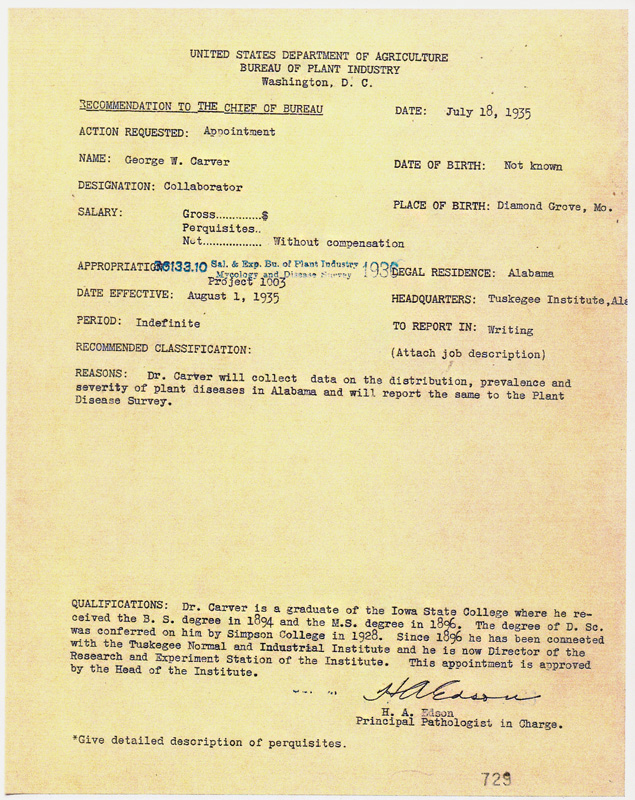 UNITED STATES DEPARTMENT OF AGRICULTURE
BUREAU OF PLANT INDUSTRY
Washington, D. C.
RECOMMENDATION TO THE CHIEF OF BUREAU
DATE: July 18, 1935
ACTION REQUESTED: Appointment
NAME: George W. Carver
DATE OF BIRTH: Not known
DESIGNATION: Collaborator
PLACE OF BIRTH: Diamond Grove, Mo.
SALARY: Gross.............$
Perquisites..
Net................. Without compensation
APPROPRIATION 36133.10 Sal. & Exp. Bu. of Plant Industry 1936
Mycology and Disease Survey
LEGAL RESIDENCE: Alabama
Project 1003
DATE EFFECTIVE: August 1, 1935
HEADQUARTERS: Tuskegee Institute, Ala
PERIOD: Indefinite
TO REPORT IN: Writing
RECOMMENDED CLASSIFICATION:
(Attach job description)
REASONS: Dr. Carver will collect data on the distribution, prevalence and
severity of plant diseases in Alabama and will report the same to the Plant
Disease Survey.
QUALIFICATIONS: Dr. Carver is a graduate of the Iowa State College where he re-
ceived the B. S. degree in 1894 and the M.S. degree in 1896. The degree of D. Sc.
was conferred on him by Simpson College in 1928. Since 1896 he has been connected
with the Tuskegee Normal and Industrial Institute and he is now Director of the
Research and Experiment Station of the Institute. This appointment is approved
by the Head of the Institute.
H A Edson
H. A. Edson
Principal Pathologist in Charge.
*Give detailed description of perquisites.
729